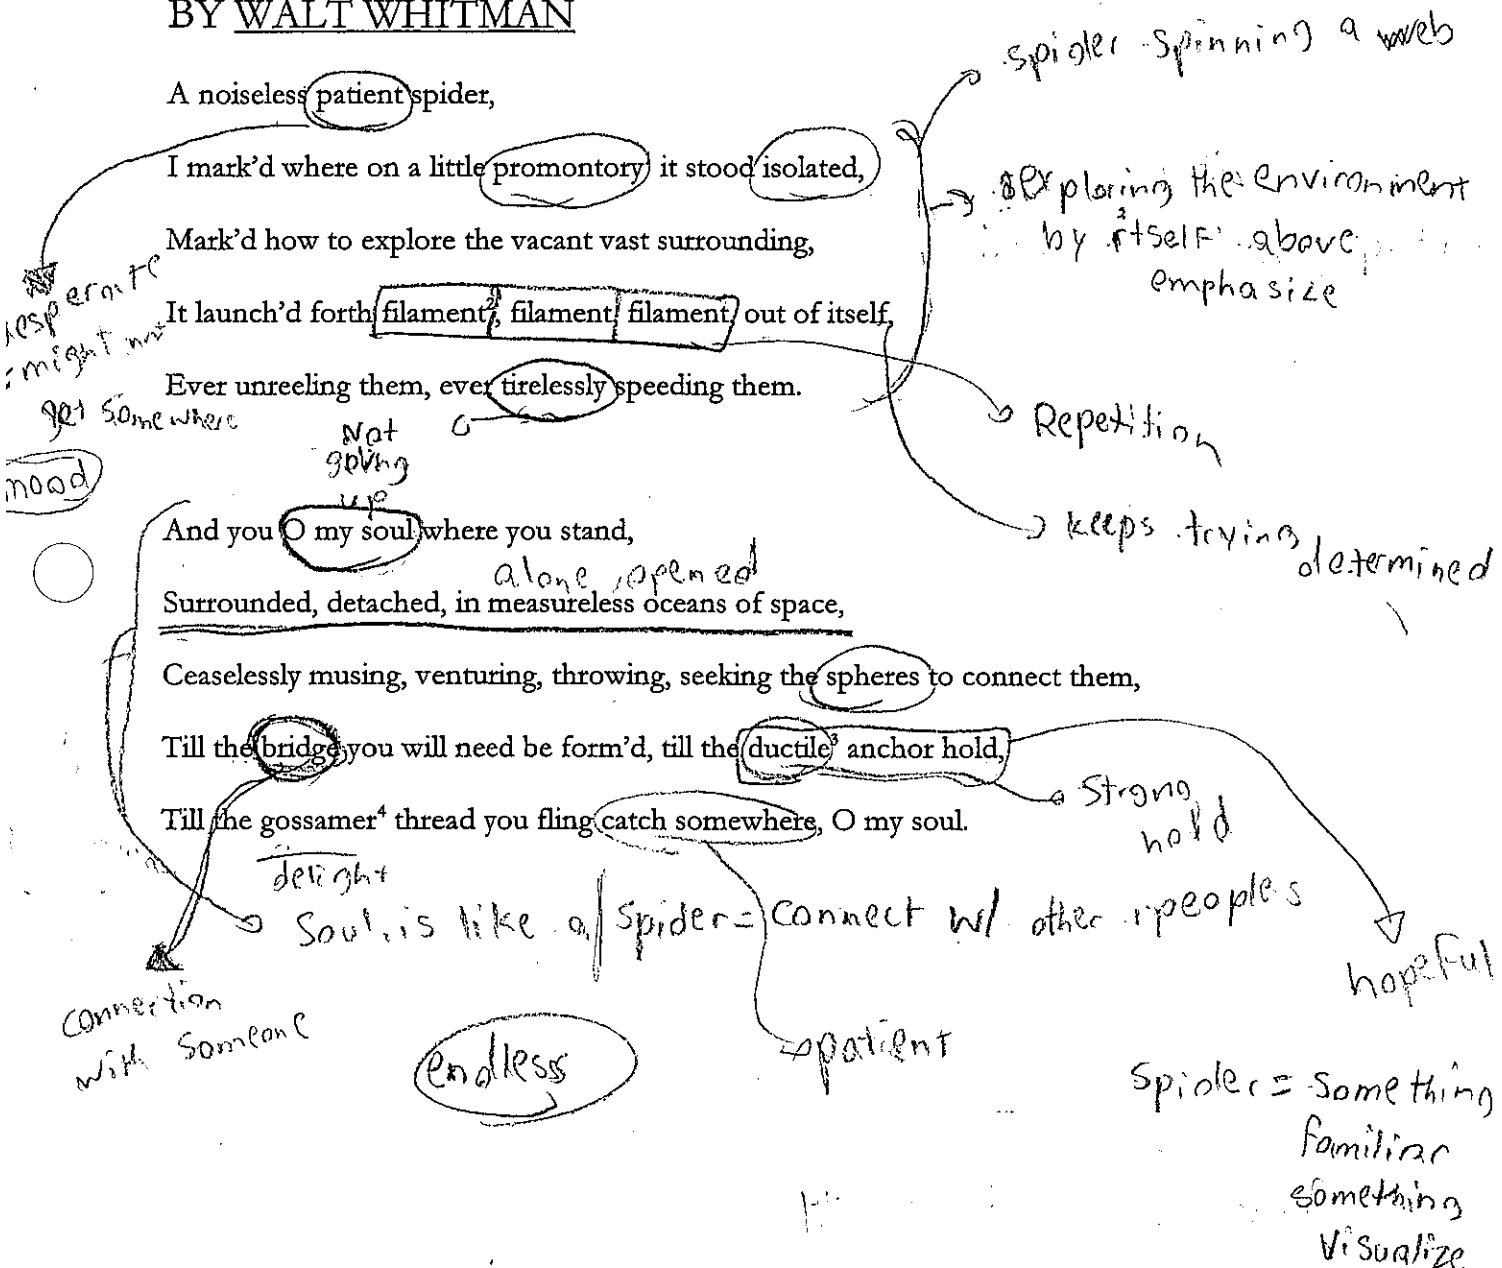 BY WALT WHITMAN
spider spinning a web
A noiseless patient spider,
I mark'd where on a little promontory it stood isolated,
exploring the environment
by itself above
emphasize
Mark'd how to explore the vacant vast surrounding,
It launch'd forth filament², filament, filament, out of itself,
might not
get somewhere
mood
Ever unreeling them, ever tirelessly speeding them.
Not
giving
up
Repetition
keeps trying
determined
And you O my soul where you stand,
alone, opened
Surrounded, detached, in measureless oceans of space,
Ceaselessly musing, venturing, throwing, seeking the spheres to connect them,
Till the bridge you will need be form'd, till the ductile³ anchor hold,
Strong
hold
Till the gossamer⁴ thread you fling catch somewhere, O my soul.
delight
Soul is like a spider = connect w/ other peoples
hopeful
connection
with someone
endless
patient
Spider = something
familiar
something
visualize